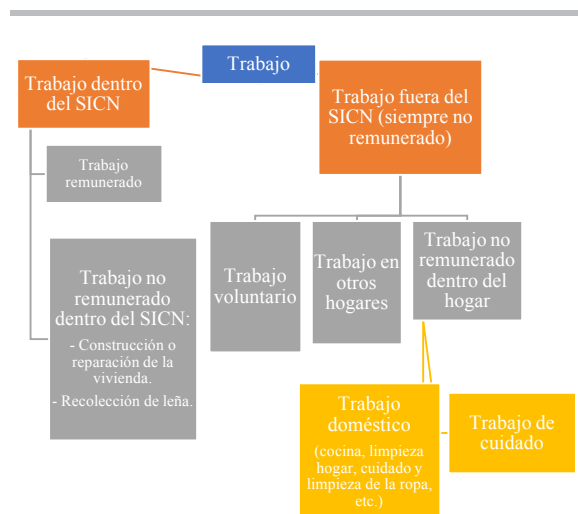 Trabajo
Trabajo dentro
del SICN
Trabajo fuera del
SICN (siempre no
remunerado)
Trabajo
remunerado
Trabajo no
remunerado
dentro del SICN:
- Construcción o
reparación de la
vivienda.
- Recolección de leña.
Trabajo
voluntario
Trabajo en
otros
hogares
Trabajo no
remunerado
dentro del
hogar
Trabajo
doméstico
(cocina, limpieza
hogar, cuidado y
limpieza de la ropa,
etc.)
Trabajo de
cuidado